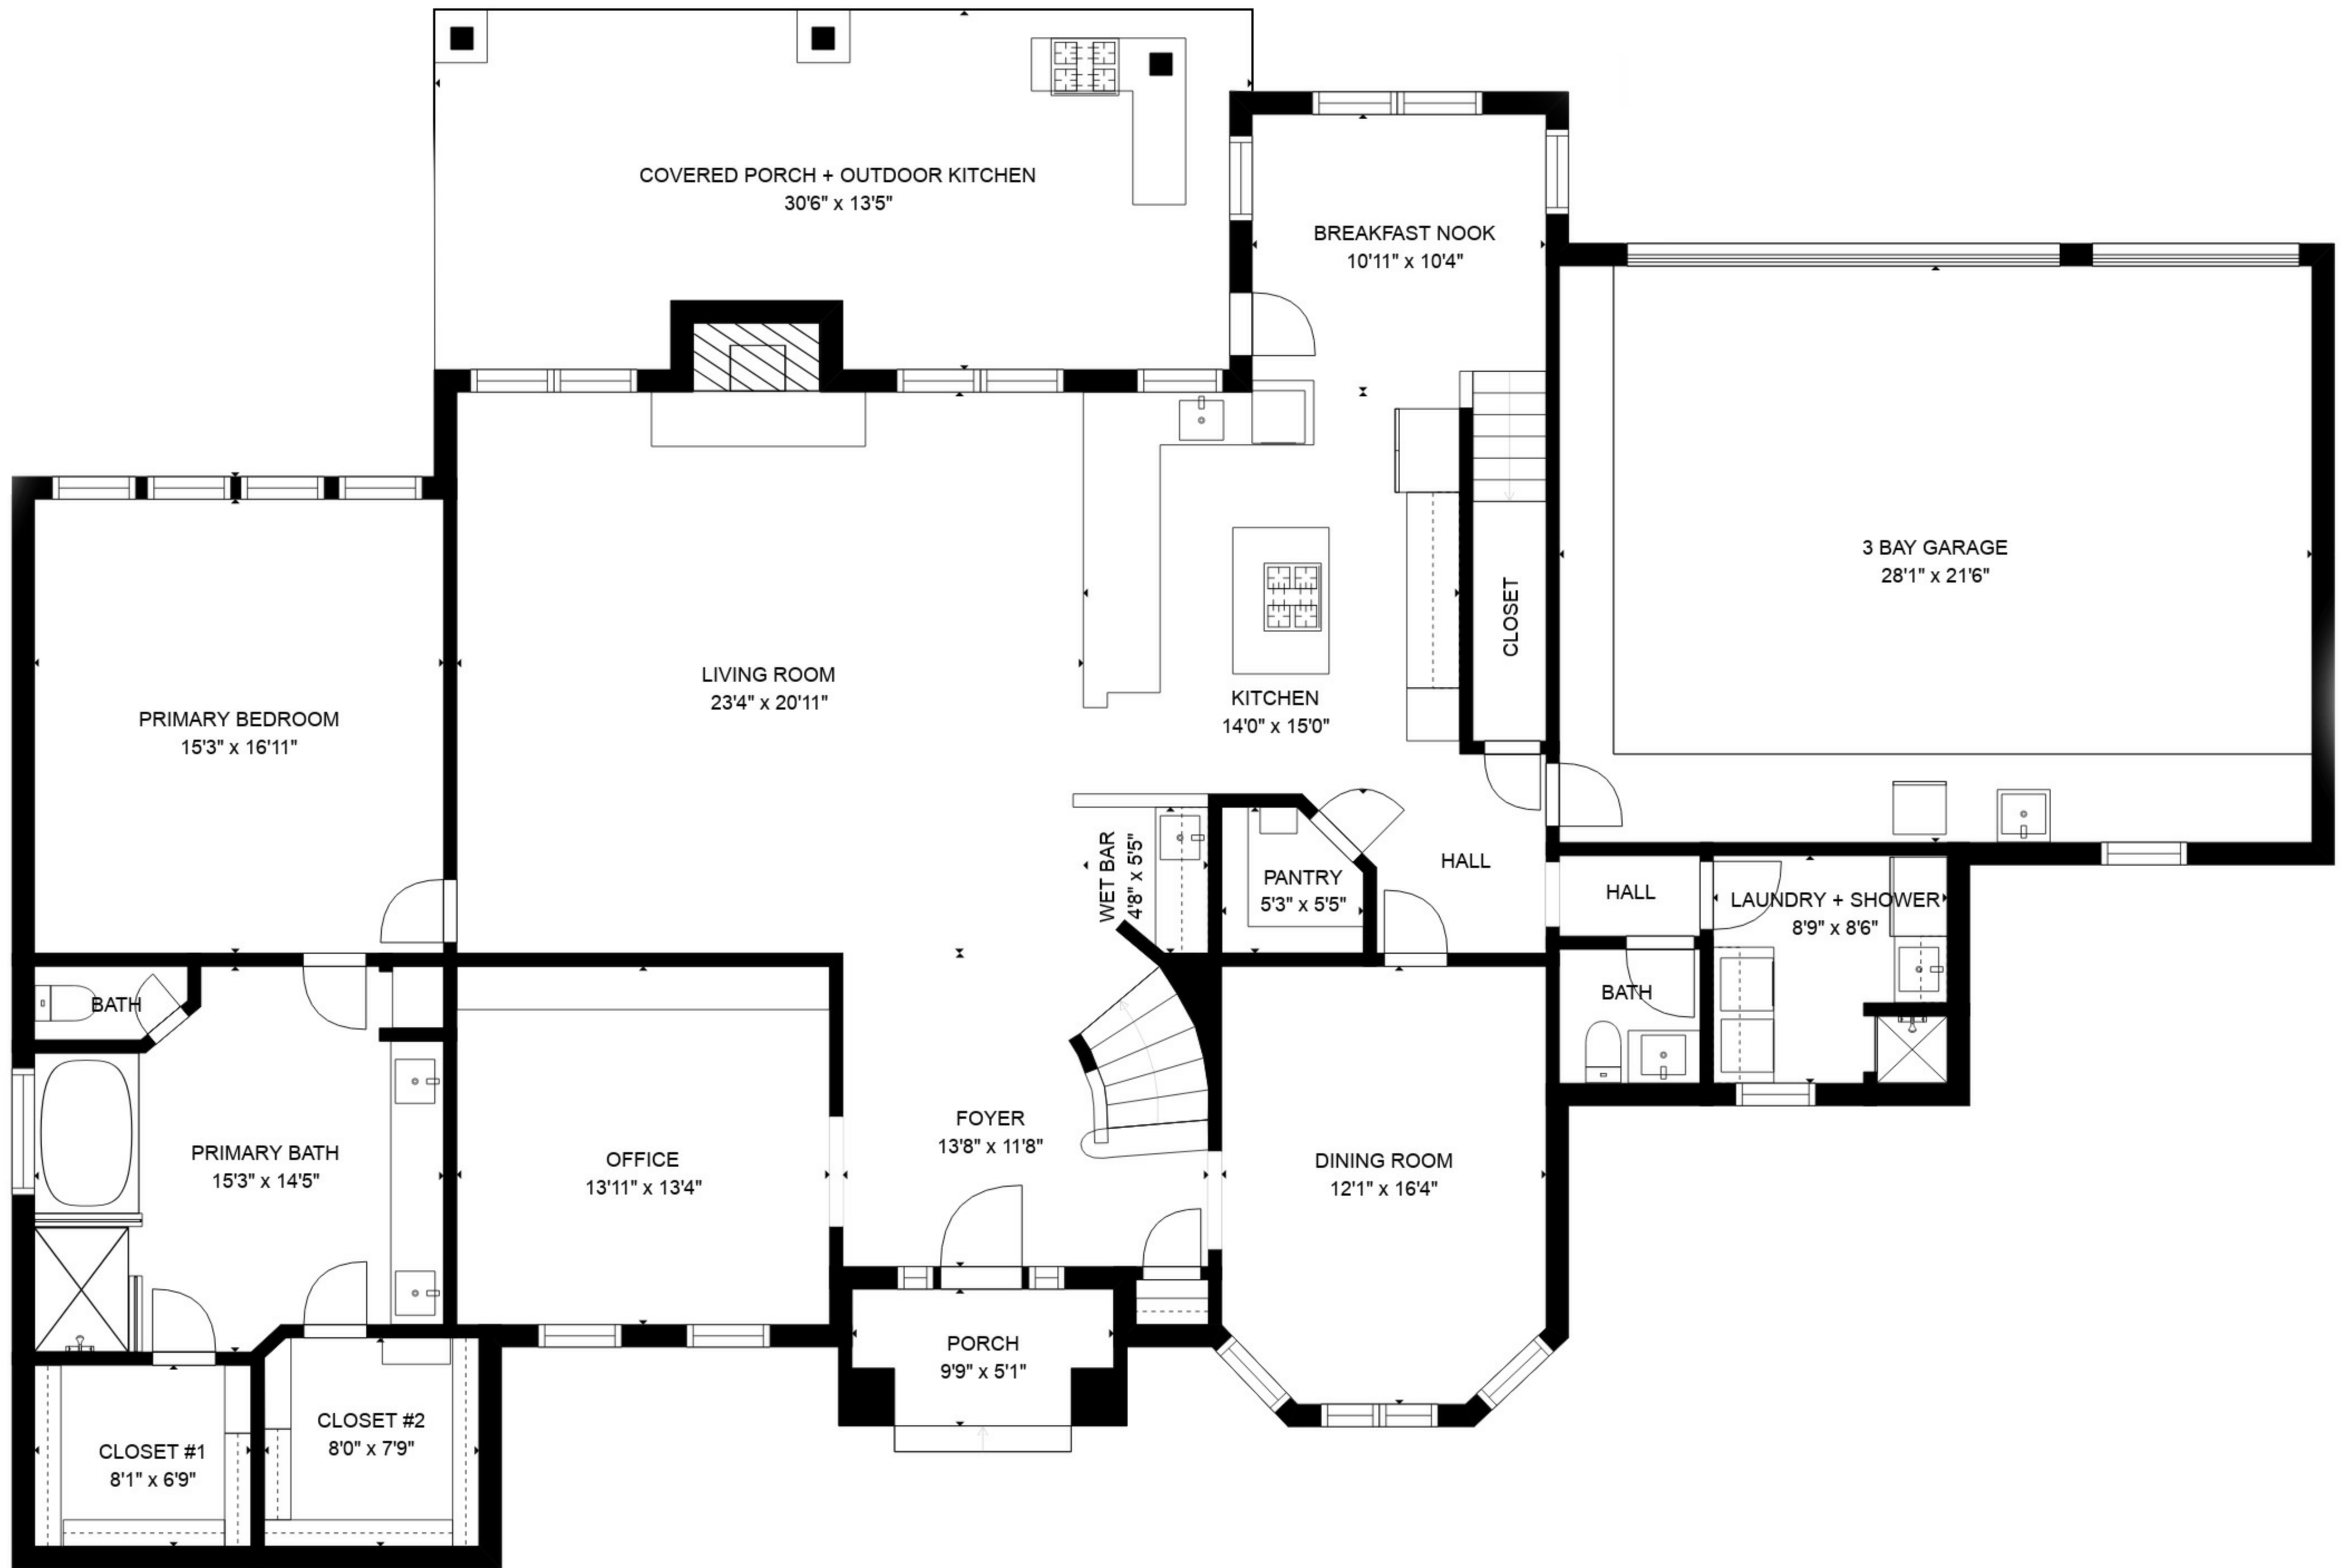 COVERED PORCH + OUTDOOR KITCHEN
30'6" x 13'5"
BREAKFAST NOOK
10'11" x 10'4"
3 BAY GARAGE
28'1" x 21'6"
CLOSET
LIVING ROOM
23'4" x 20'11"
KITCHEN
14'0" x 15'0"
PRIMARY BEDROOM
15'3" x 16'11"
WET BAR
4'8" x 5'5"
PANTRY
5'3" x 5'5"
HALL
HALL
LAUNDRY + SHOWER
8'9" x 8'6"
BATH
BATH
PRIMARY BATH
15'3" x 14'5"
OFFICE
13'11" x 13'4"
FOYER
13'8" x 11'8"
DINING ROOM
12'1" x 16'4"
PORCH
9'9" x 5'1"
CLOSET #1
8'1" x 6'9"
CLOSET #2
8'0" x 7'9"